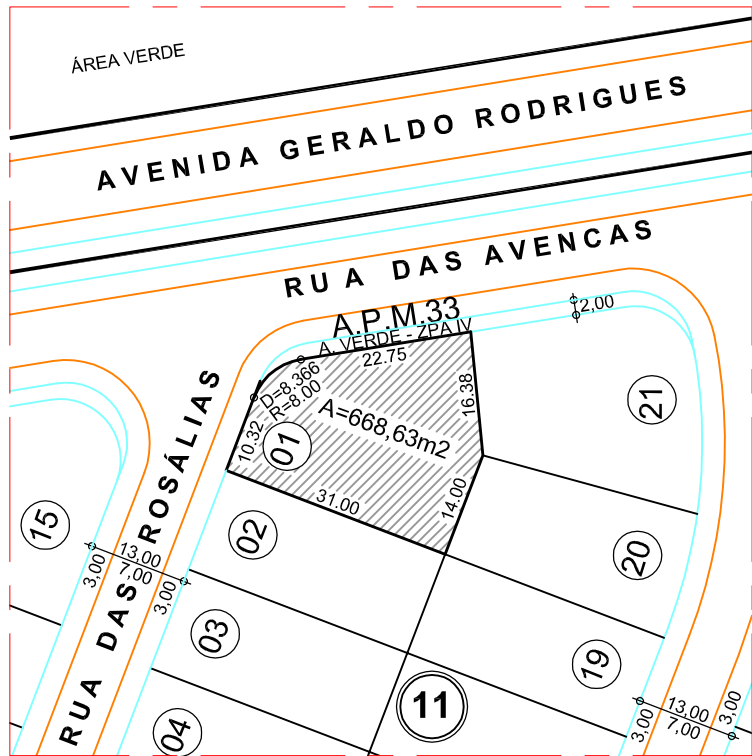 ÁREA VERDE
AVENIDA GERALDO RODRIGUES
RUA DAS AVENCAS
A.P.M.33
A. VERDE - ZPA IV
22.75
2,00
D=8.366
R=8.00
10.32
16.38
A=668,63m2
01
21
31.00
14.00
RUA DAS ROSÁLIAS
15
02
20
13,00
7,00
3,00
3,00
03
19
11
04
13,00
7,00
3,00
3,00